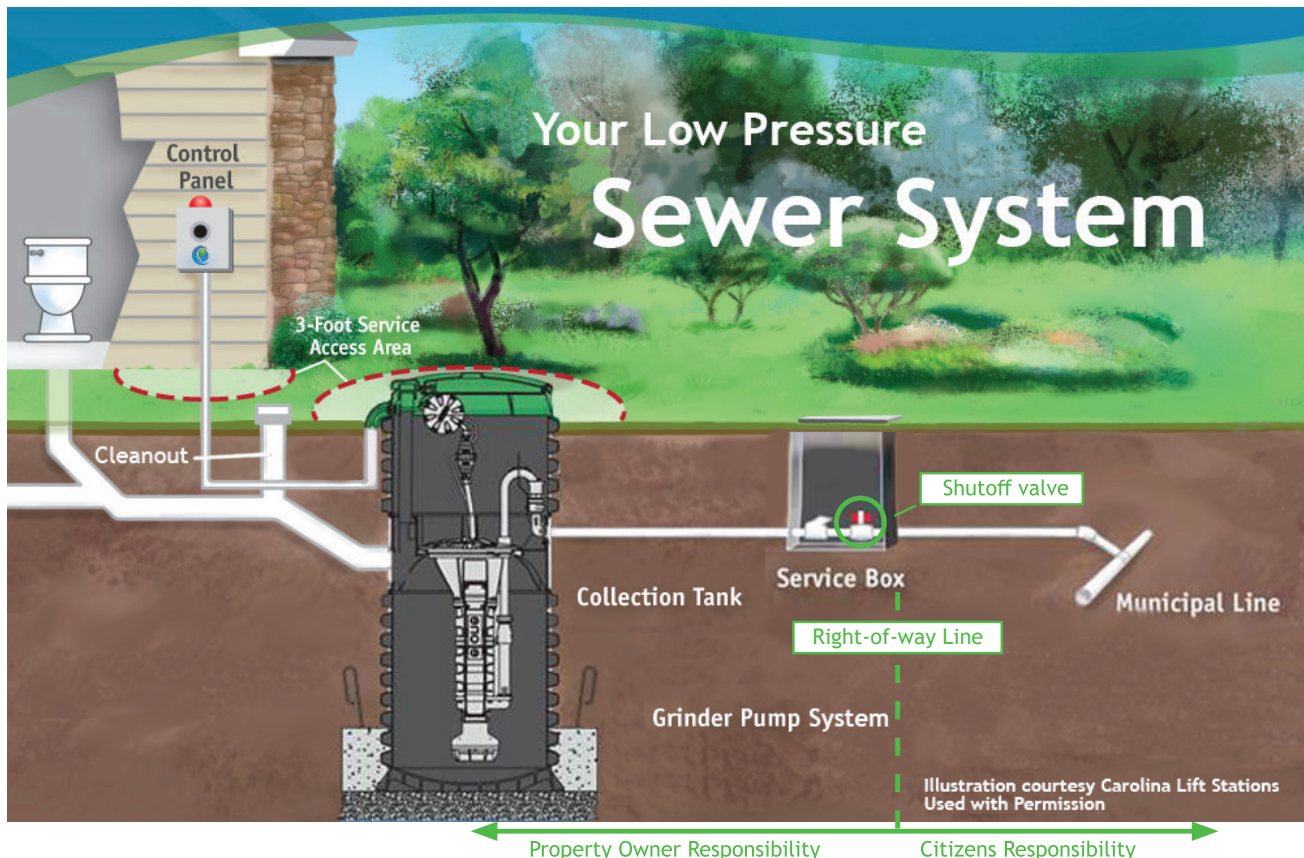 Your Low Pressure
Sewer System
Control
Panel
3-Foot Service
Access Area
Cleanout
Shutoff valve
Service Box
Collection Tank
Municipal Line
Right-of-way Line
Grinder Pump System
Illustration courtesy Carolina Lift Stations
Used with Permission
Property Owner Responsibility
Citizens Responsibility